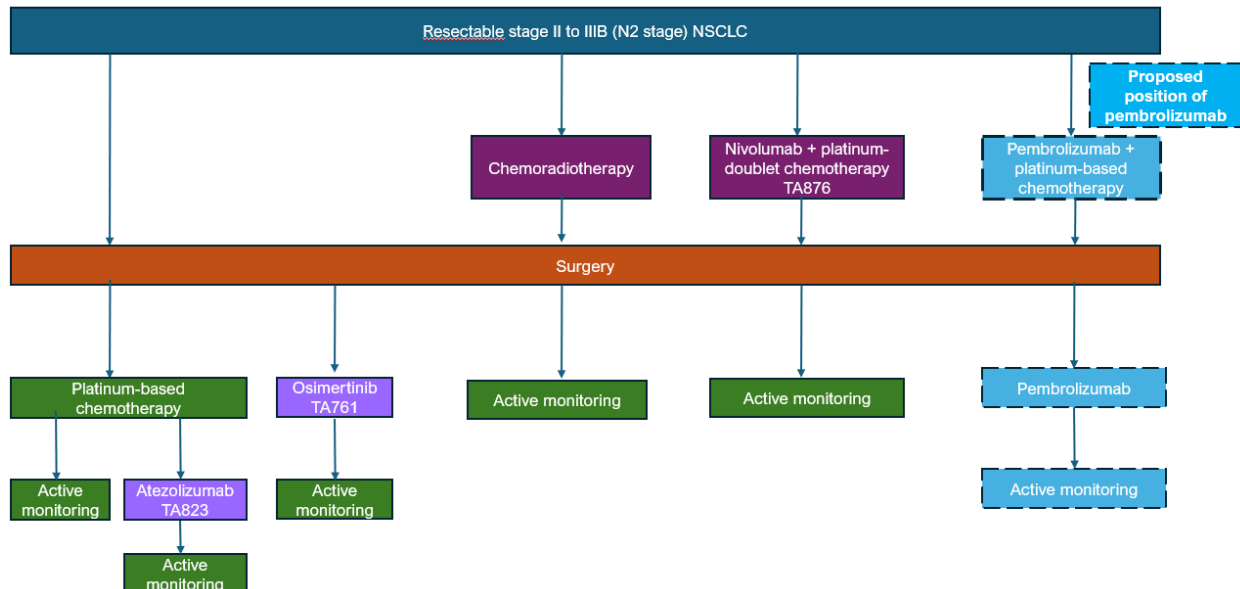 Resectable stage II to IIIB (N2 stage) NSCLC
Proposed
position of
pembrolizumab
Chemoradiotherapy
Nivolumab + platinum-
doublet chemotherapy
TA876
Pembrolizumab +
platinum-based
chemotherapy
Surgery
Platinum-based
chemotherapy
Osimertinib
TA761
Active monitoring
Active monitoring
Pembrolizumab
Active
monitoring
Atezolizumab
TA823
Active
monitoring
Active monitoring
Active
monitoring